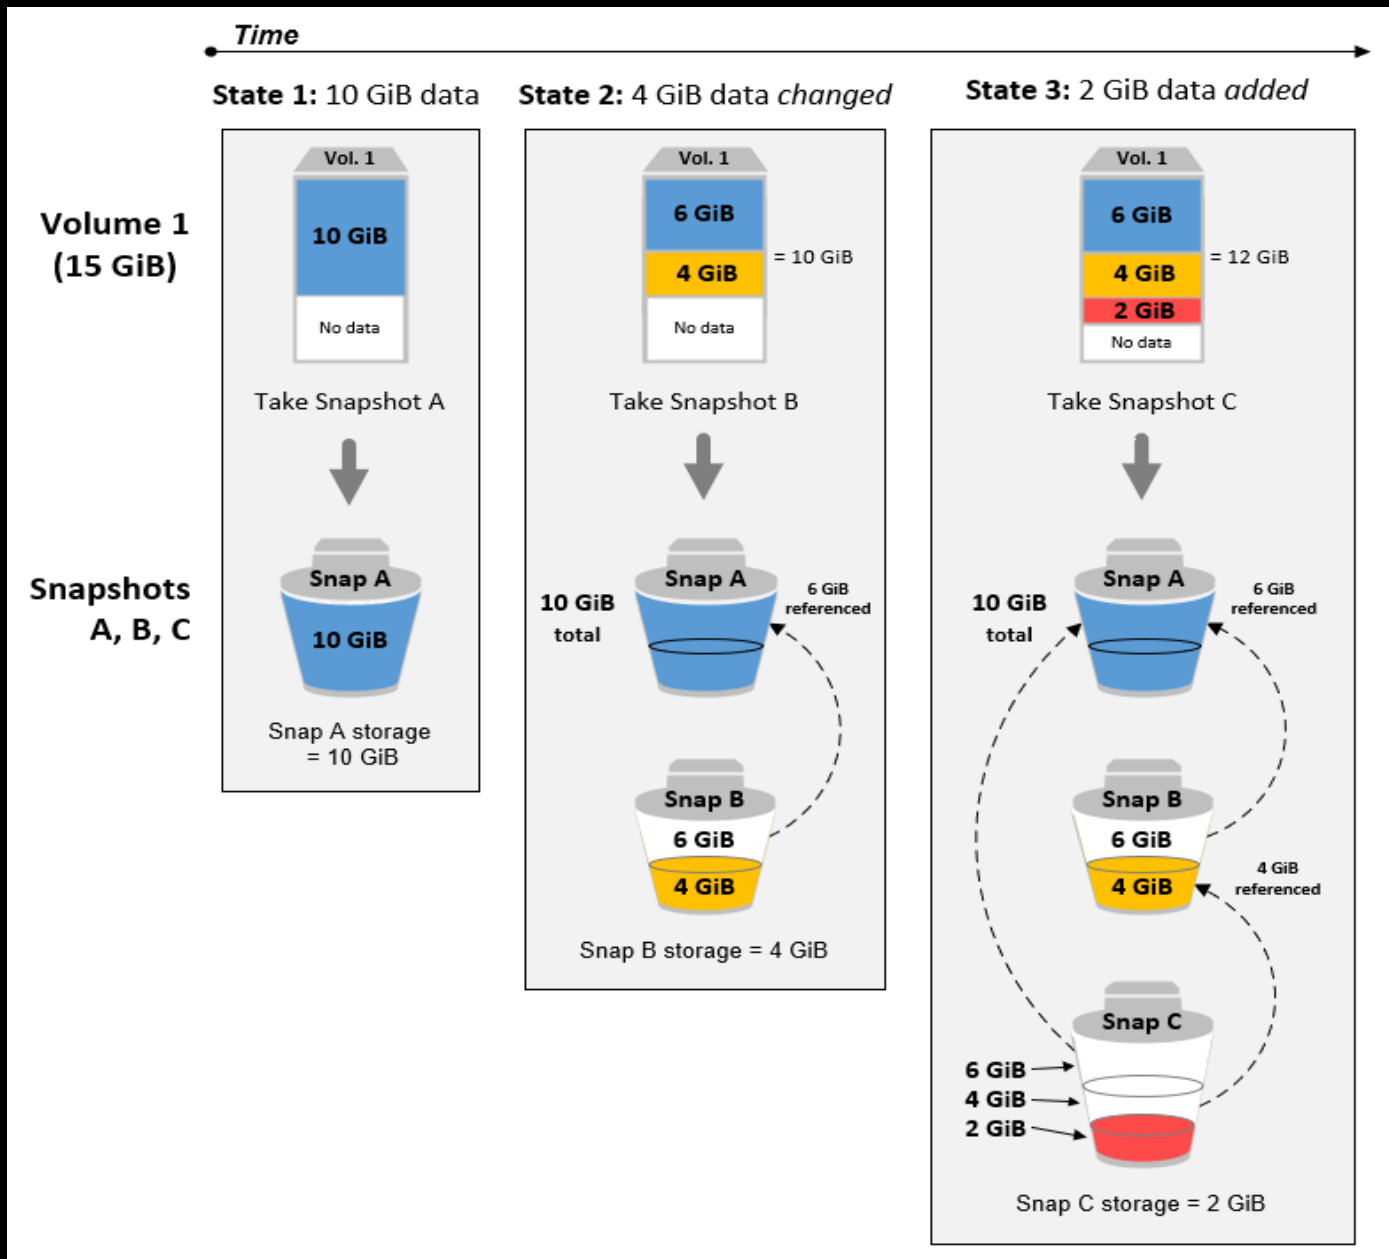 Time
State 1: 10 GiB data
State 2: 4 GiB data changed
State 3: 2 GiB data added
Volume 1
(15 GiB)
Vol. 1
10 GiB
No data
Take Snapshot A
Vol. 1
6 GiB
4 GiB
= 10 GiB
No data
Take Snapshot B
Vol. 1
6 GiB
4 GiB
2 GiB
= 12 GiB
No data
Take Snapshot C
Snapshots
A, B, C
Snap A
10 GiB
Snap A storage
= 10 GiB
Snap A
10 GiB
total
6 GiB
referenced
Snap B
6 GiB
4 GiB
Snap B storage = 4 GiB
Snap A
10 GiB
total
6 GiB
referenced
Snap B
6 GiB
4 GiB
4 GiB
referenced
Snap C
6 GiB
4 GiB
2 GiB
Snap C storage = 2 GiB